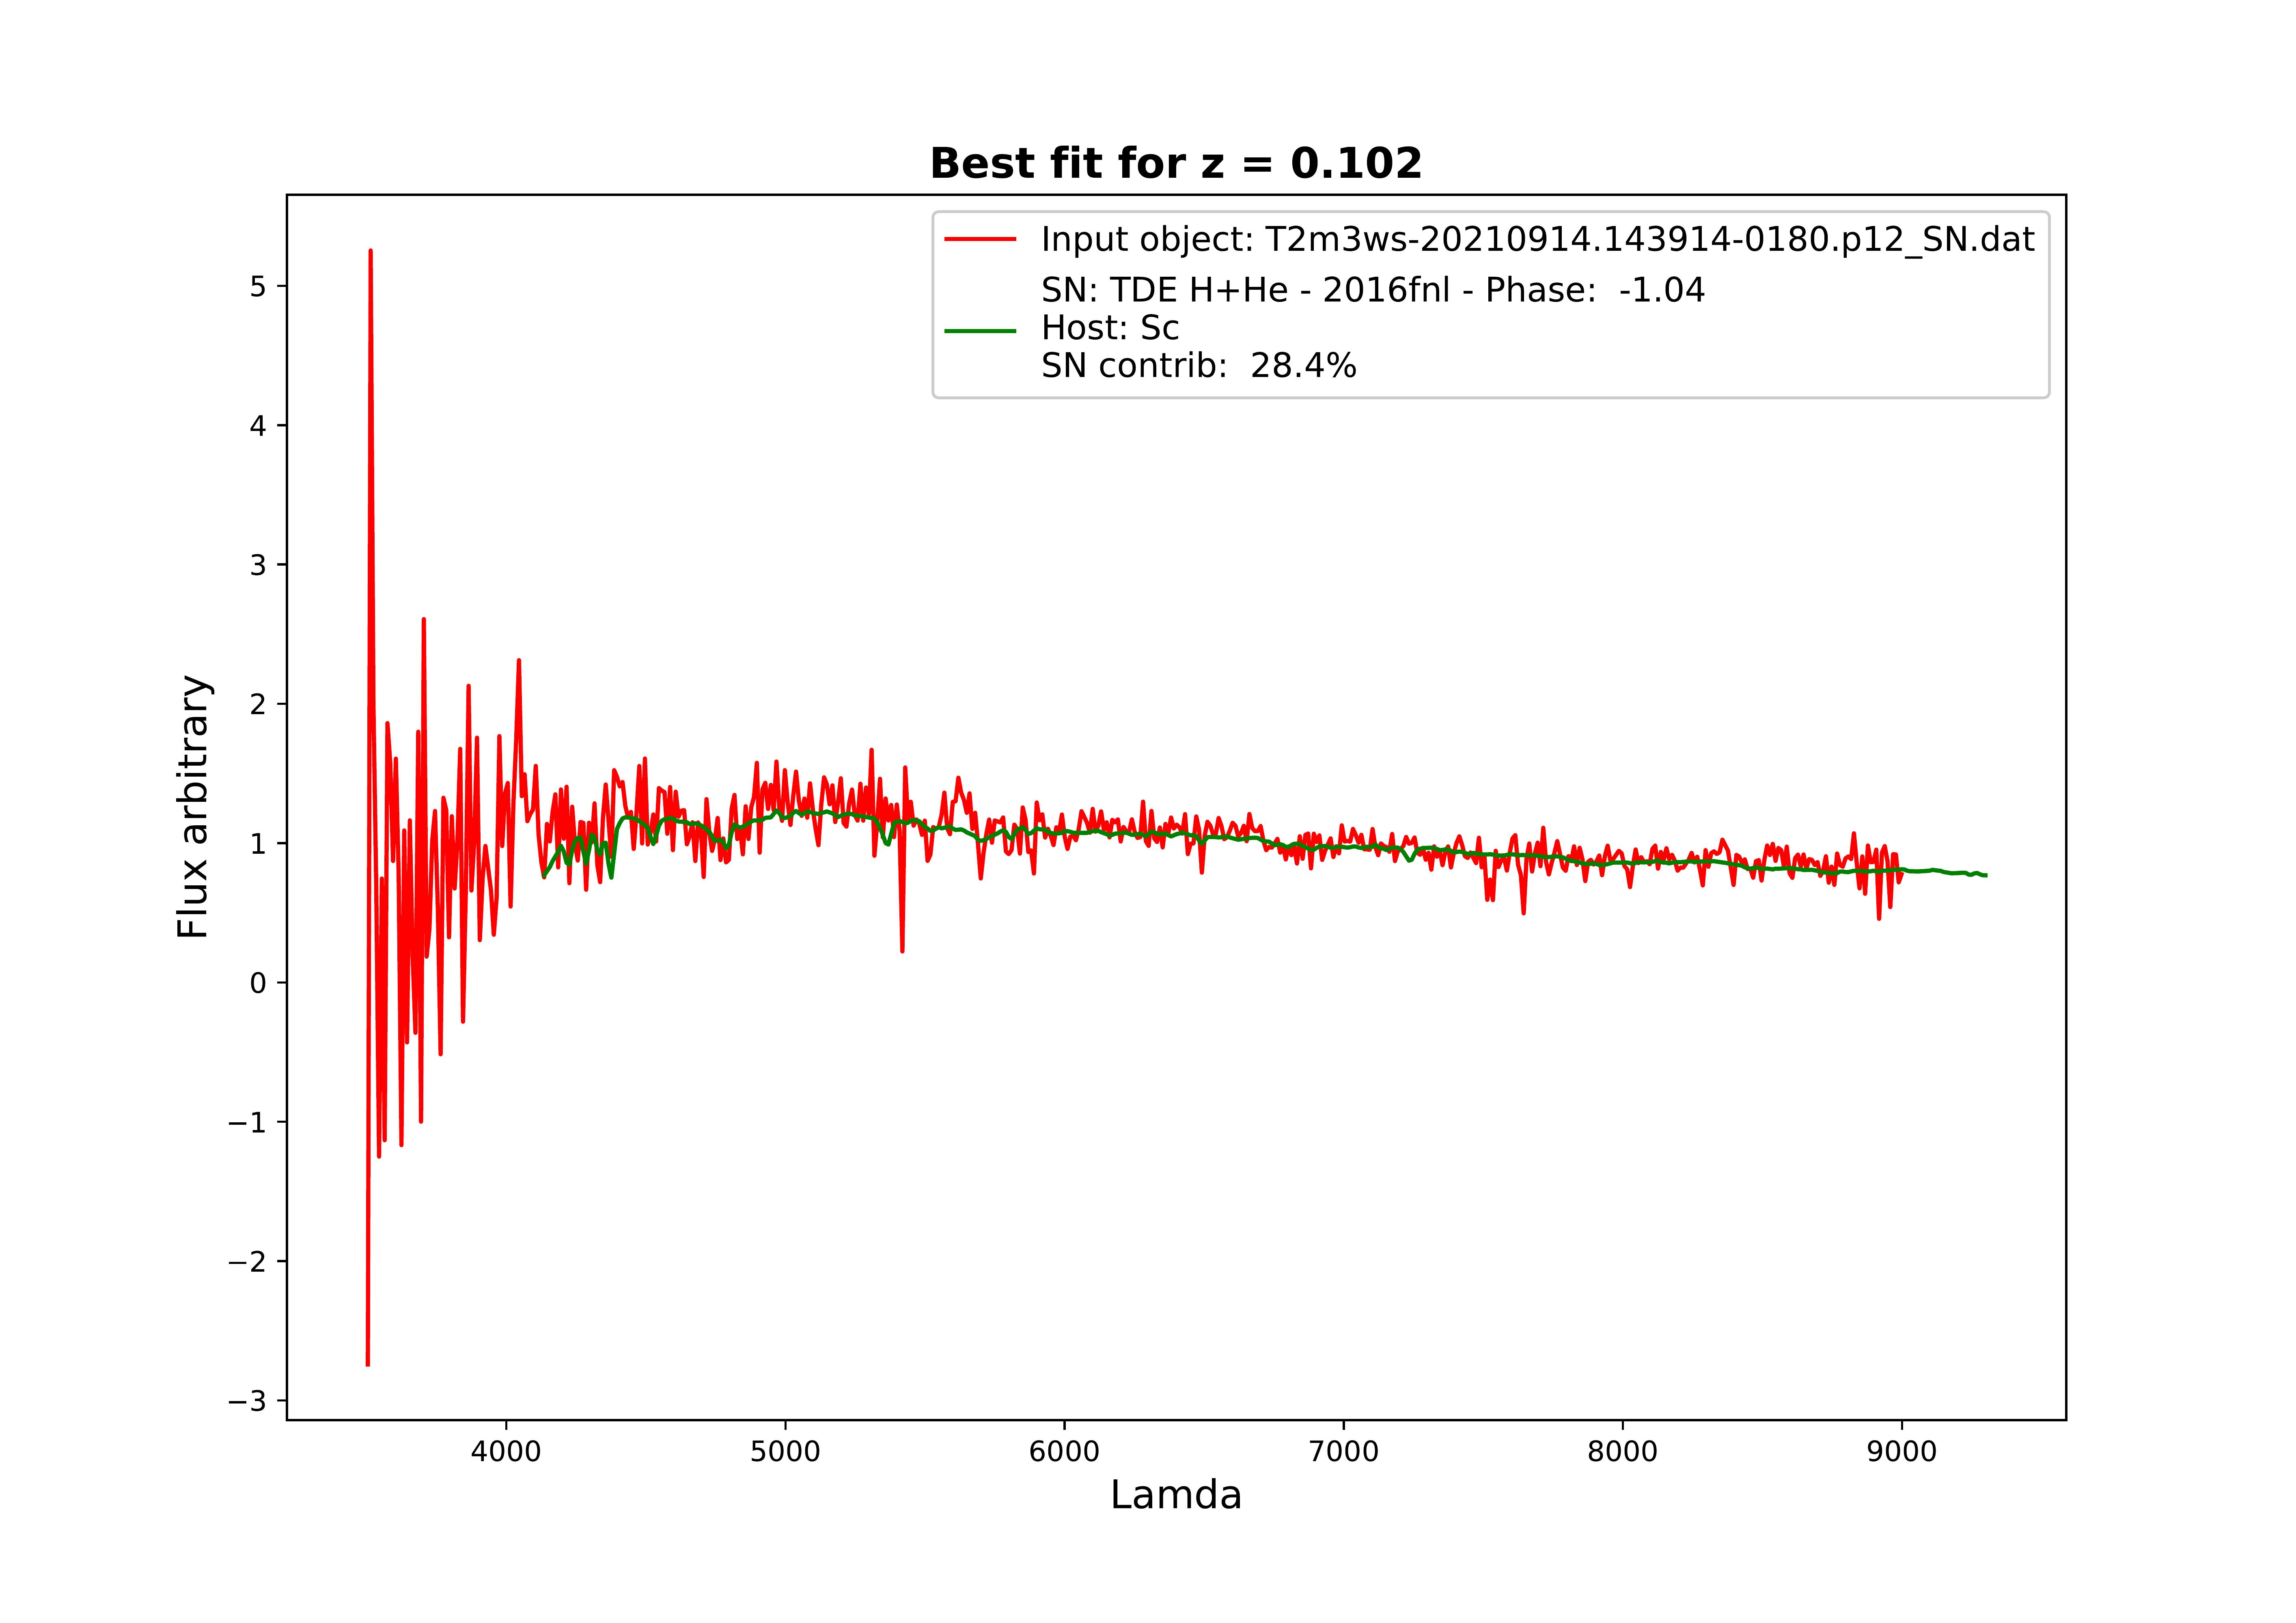 Best fit for z = 0.102
Input object: T2m3ws-20210914.143914-0180.p12_SN.dat
SN: TDE H+He - 2016fnl - Phase:  -1.04
Host: Sc
SN contrib:  28.4%
Flux arbitrary
5
4
3
2
1
0
−1
−2
−3
4000 5000 6000 7000 8000 9000
Lamda